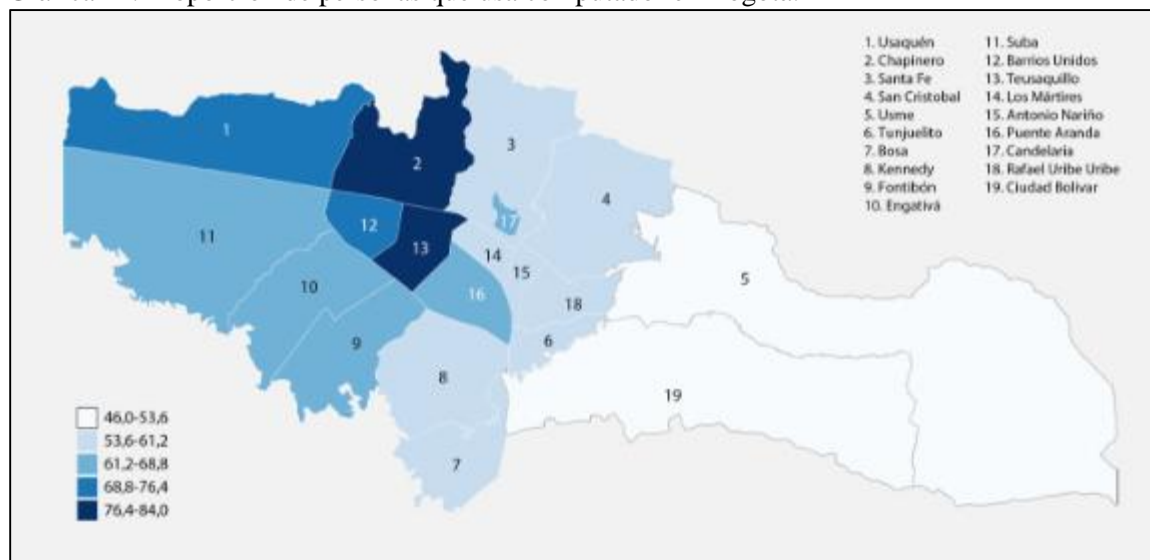 1. Usaquén
2. Chapinero
3. Santa Fe
4. San Cristobal
5. Usme
6. Tunjuelito
7. Bosa
8. Kennedy
9. Fontibón
10. Engativá
11. Suba
12. Barrios Unidos
13. Teusaquillo
14. Los Mártires
15. Antonio Nariño
16. Puente Aranda
17. Candelaria
18. Rafael Uribe Uribe
19. Ciudad Bolivar
1
2
3
4
17
12
11
13
14
15
10
16
18
5
9
6
8
19
7
46,0-53,6
53,6-61,2
61,2-68,8
68,8-76,4
76,4-84,0